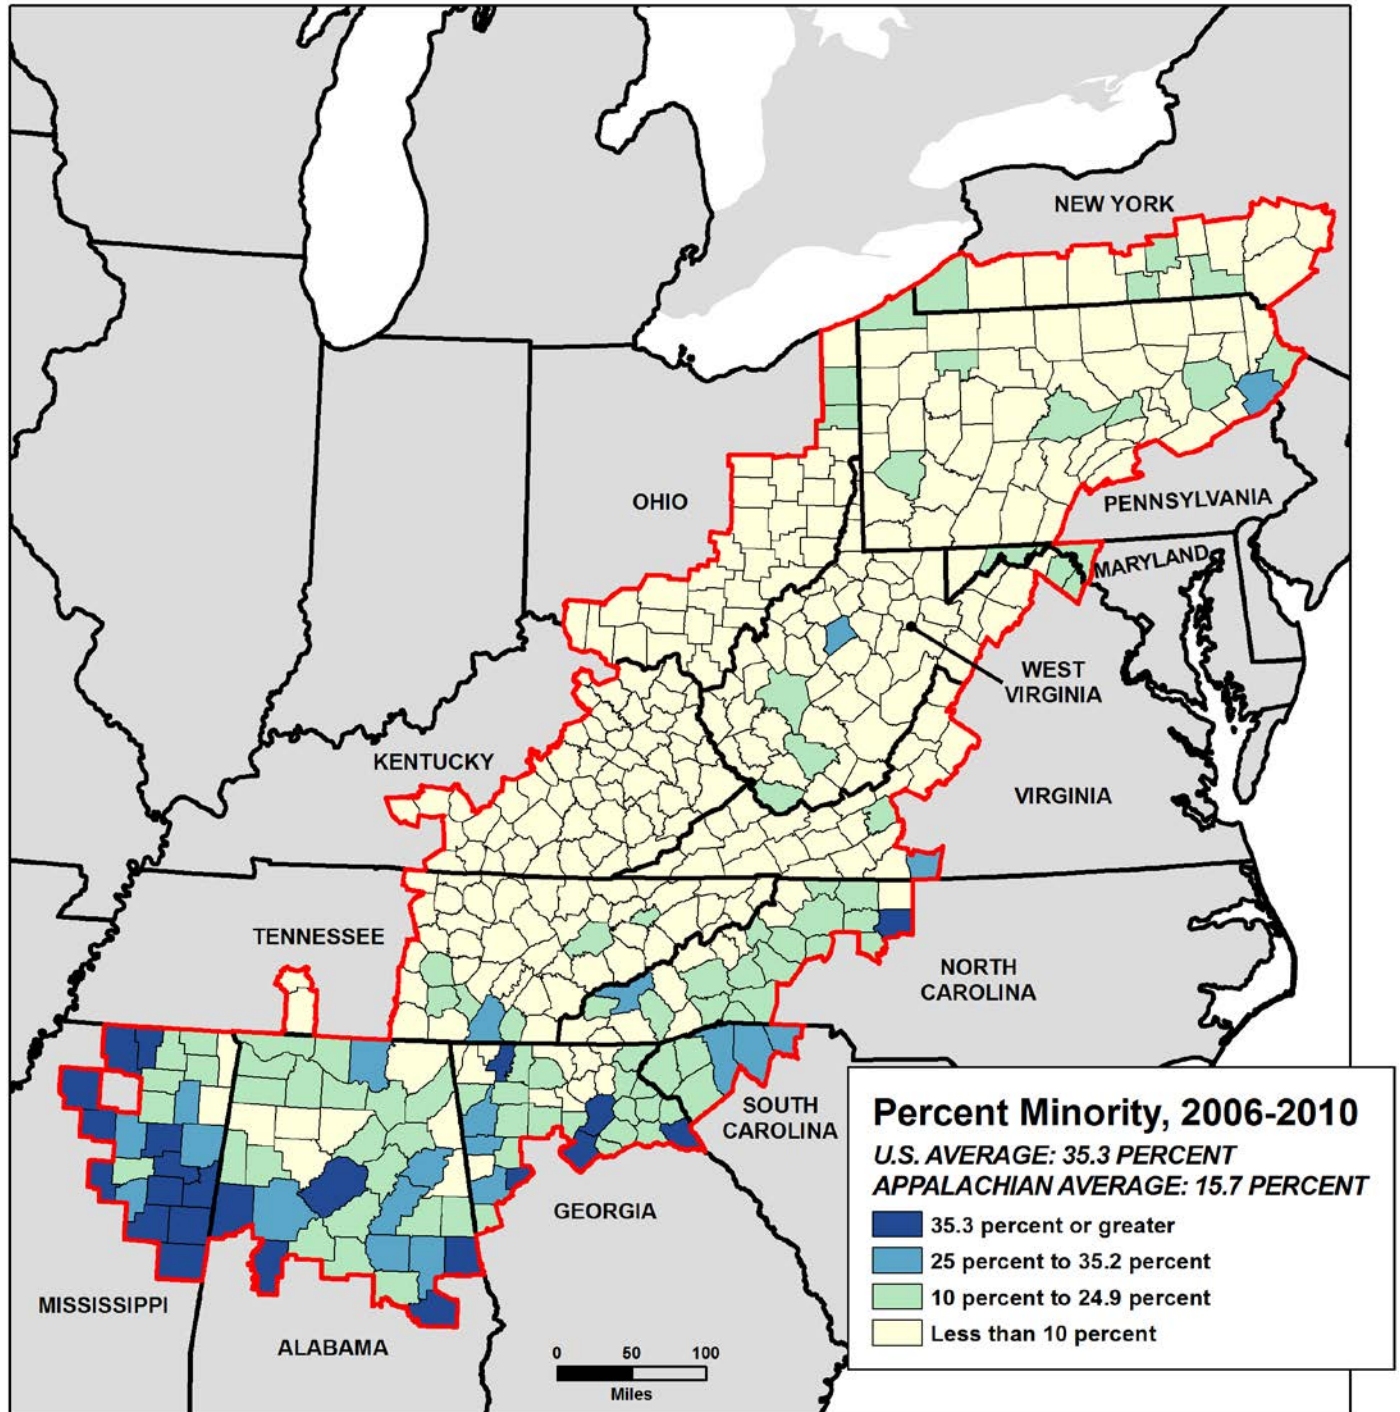 NEW YORK
OHIO
PENNSYLVANIA
MARYLAND
WEST
VIRGINIA
KENTUCKY
VIRGINIA
TENNESSEE
NORTH
CAROLINA
SOUTH
CAROLINA
GEORGIA
MISSISSIPPI
ALABAMA
0 50 100
Miles
Percent Minority, 2006-2010
U.S. AVERAGE: 35.3 PERCENT
APPALACHIAN AVERAGE: 15.7 PERCENT
35.3 percent or greater
25 percent to 35.2 percent
10 percent to 24.9 percent
Less than 10 percent